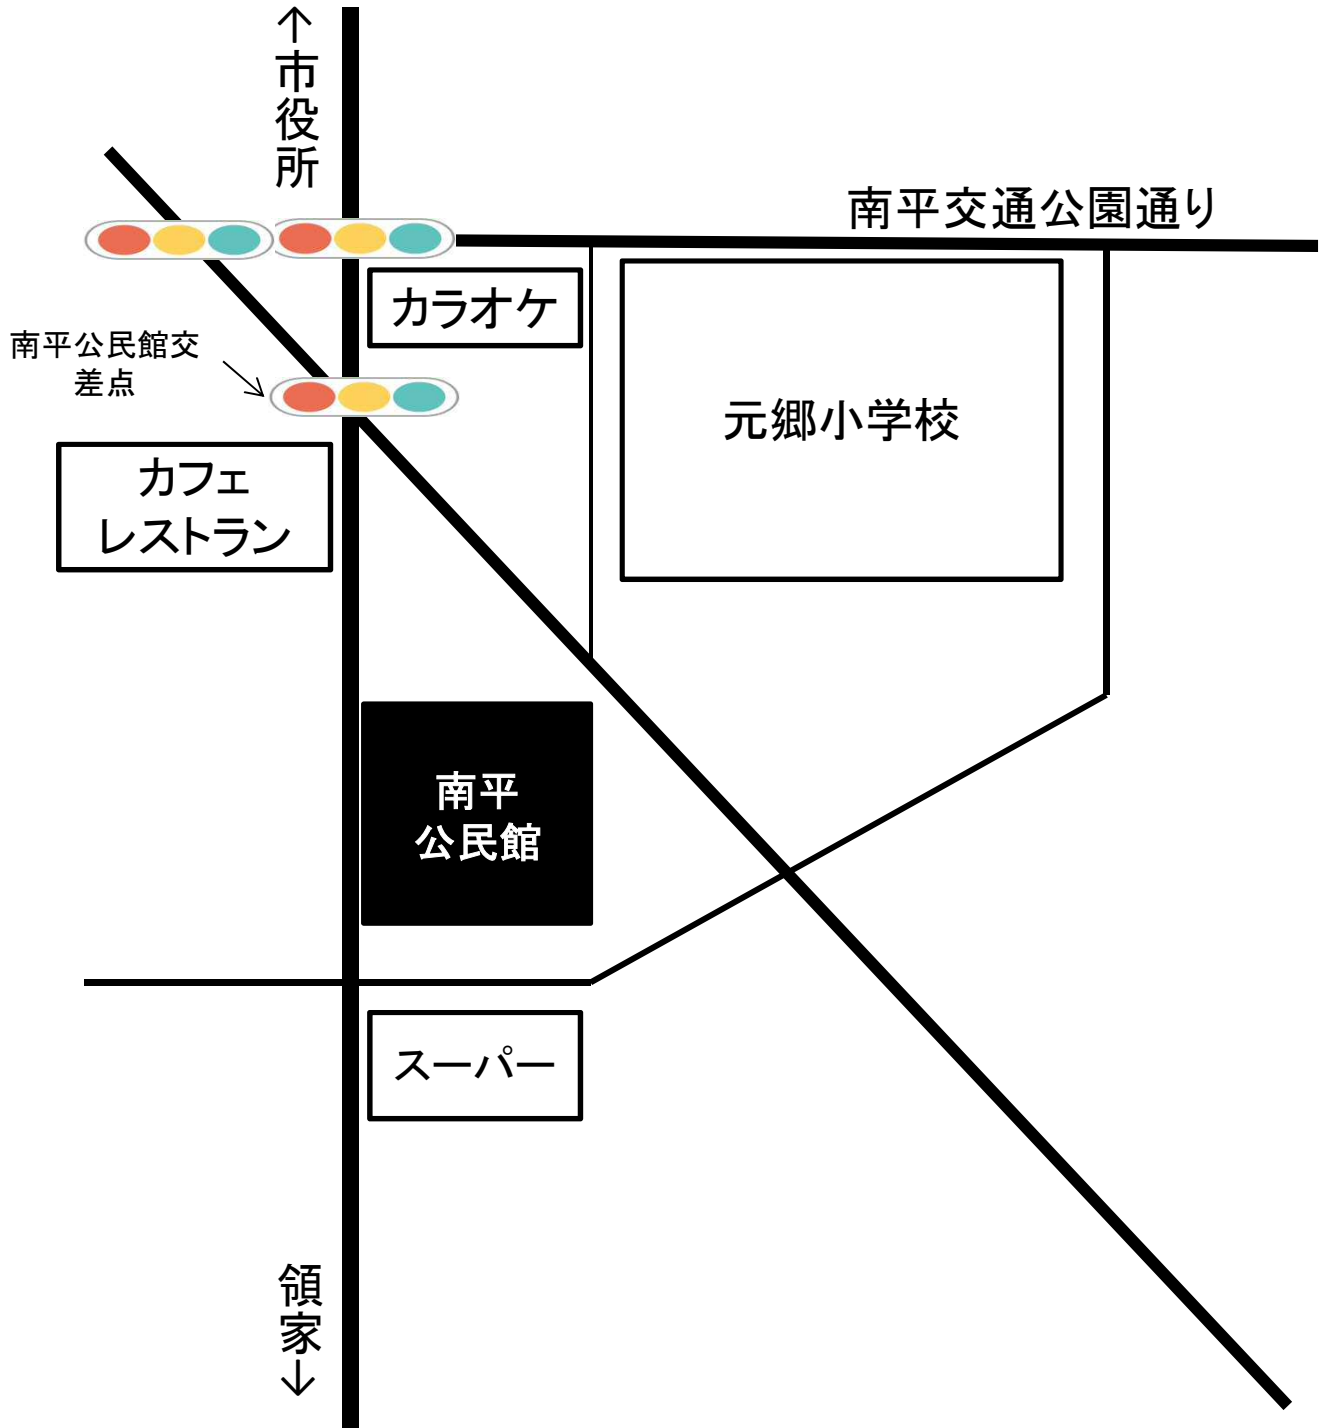 ↑市役所
南平交通公園通り
カラオケ
南平公民館交
差点
元郷小学校
カフェ
レストラン
南平
公民館
スーパー
領家↓